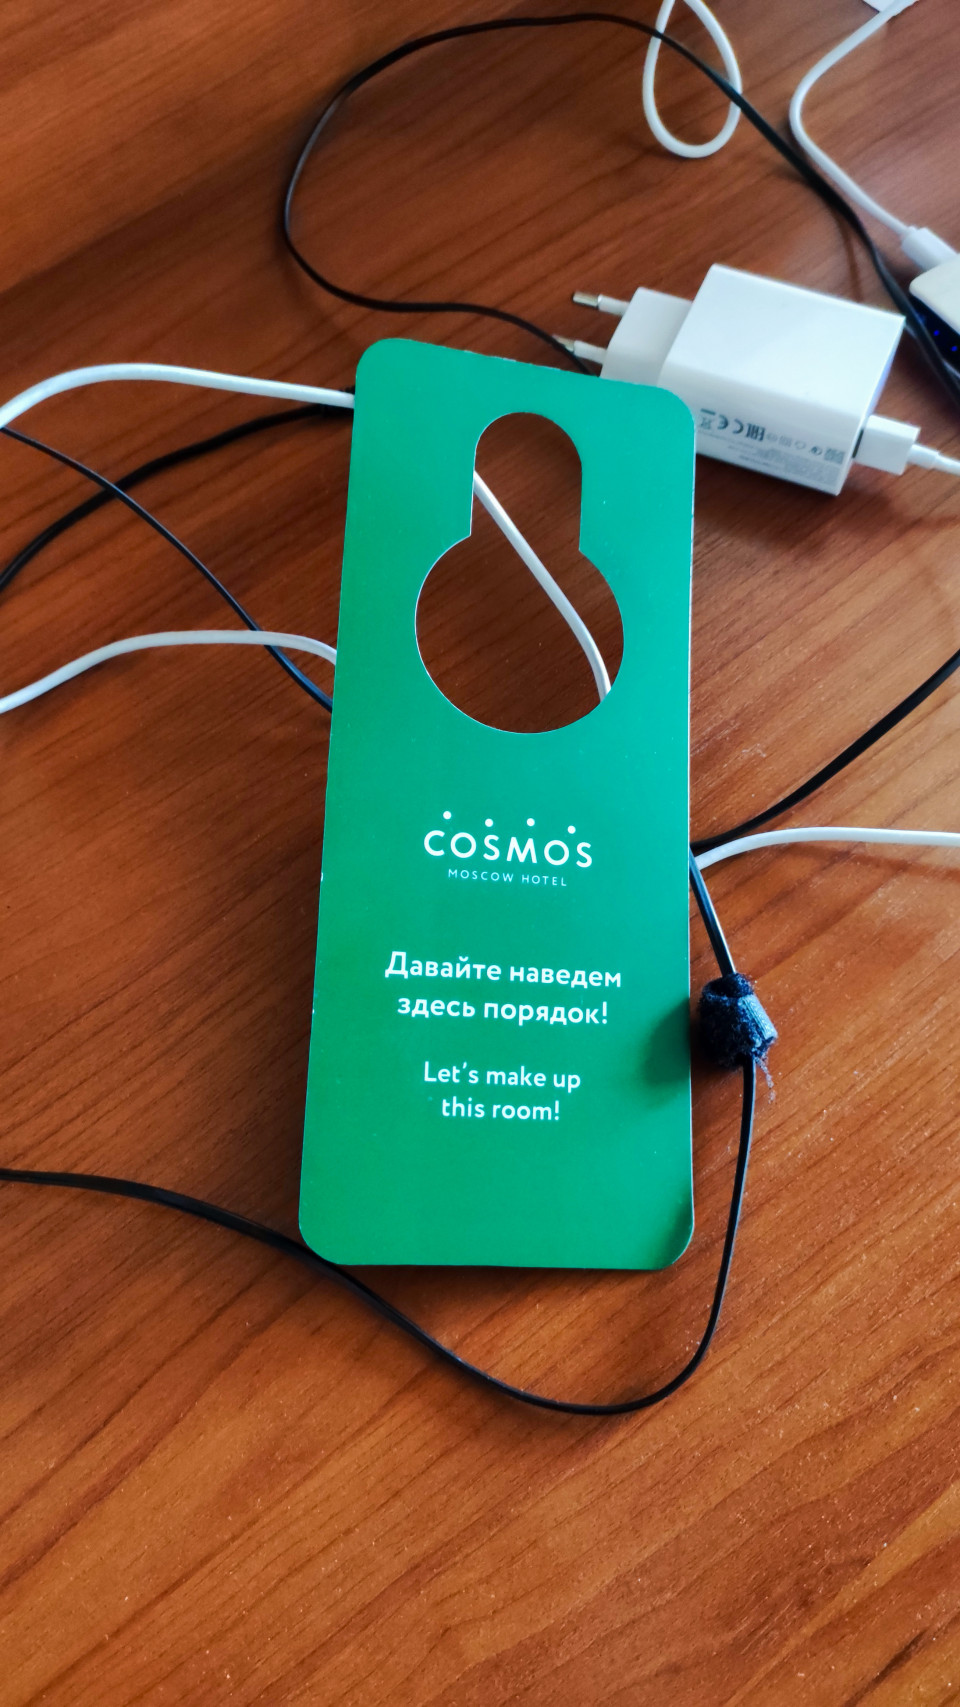 COSMOS
MOSCOW HOTEL
Давайте наведем
здесь порядок!
Let's make up
this room!